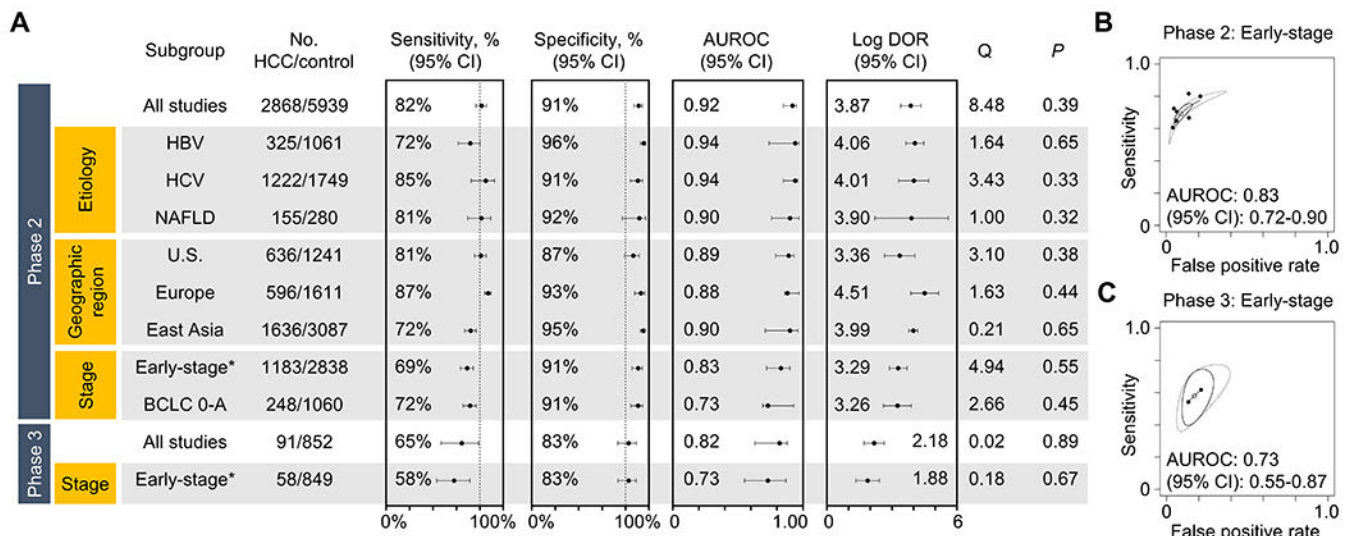 A
Subgroup
No.
HCC/control
Sensitivity, %
(95% CI)
Specificity, %
(95% CI)
AUROC
(95% CI)
Log DOR
(95% CI)
Q
P
Phase 2
All studies 2868/5939 82% 91% 0.92 3.87 8.48 0.39
Etiology
HBV 325/1061 72% 96% 0.94 4.06 1.64 0.65
HCV 1222/1749 85% 91% 0.94 4.01 3.43 0.33
NAFLD 155/280 81% 92% 0.90 3.90 1.00 0.32
Geographic
region
U.S. 636/1241 81% 87% 0.89 3.36 3.10 0.38
Europe 596/1611 87% 93% 0.88 4.51 1.63 0.44
East Asia 1636/3087 72% 95% 0.90 3.99 0.21 0.65
Stage
Early-stage* 1183/2838 69% 91% 0.83 3.29 4.94 0.55
BCLC 0-A 248/1060 72% 91% 0.73 3.26 2.66 0.45
Phase 3
All studies 91/852 65% 83% 0.82 2.18 0.02 0.89
Stage
Early-stage* 58/849 58% 83% 0.73 1.88 0.18 0.67
0% 100% 0% 100% 0 1.00 0 6
B
Phase 2: Early-stage
1.0
Sensitivity
AUROC: 0.83
(95% CI): 0.72-0.90
0
0 1.0
False positive rate
C
Phase 3: Early-stage
1.0
Sensitivity
AUROC: 0.73
(95% CI): 0.55-0.87
0
0 1.0
False positive rate